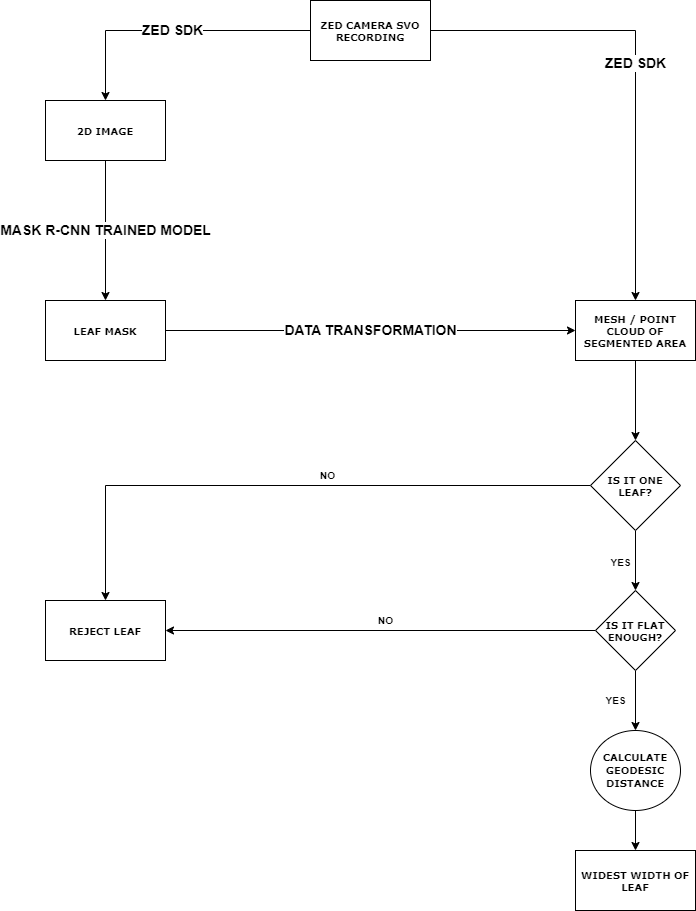 ZED CAMERA SVO
RECORDING
ZED SDK
ZED SDK
2D IMAGE
MASK R-CNN TRAINED MODEL
LEAF MASK
DATA TRANSFORMATION
MESH / POINT
CLOUD OF
SEGMENTED AREA
IS IT ONE
LEAF?
NO
YES
IS IT FLAT
ENOUGH?
NO
REJECT LEAF
YES
CALCULATE
GEODESIC
DISTANCE
WIDEST WIDTH OF
LEAF